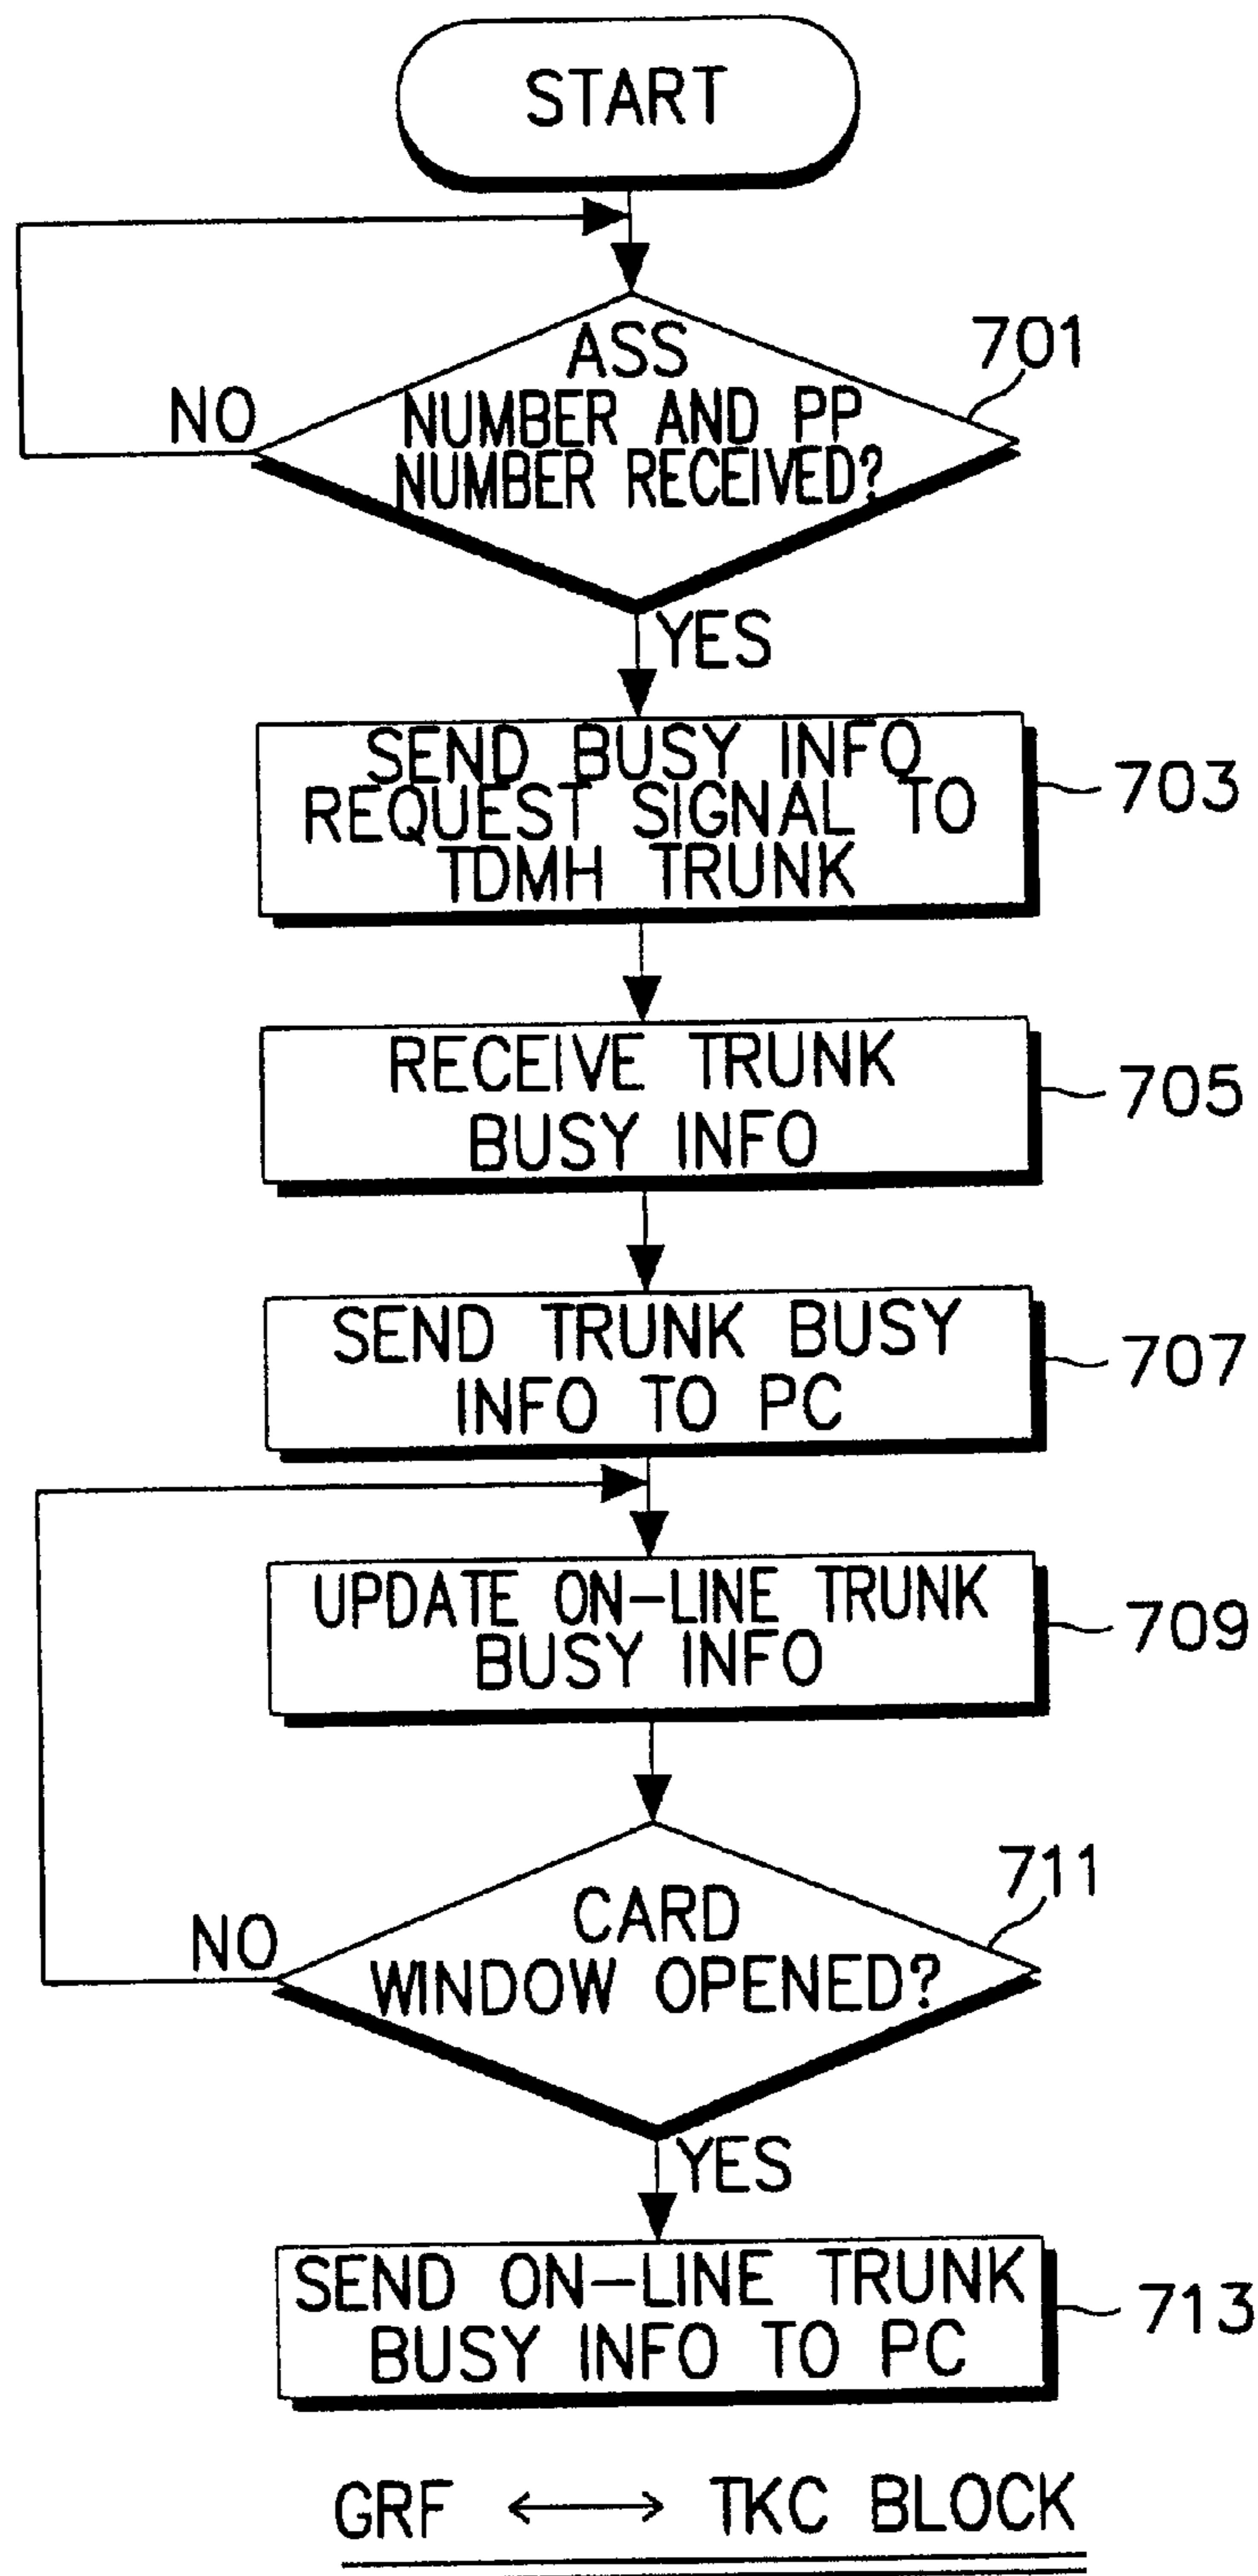 START
ASS
NUMBER AND PP
NUMBER RECEIVED?
701
NO
YES
SEND BUSY INFO
REQUEST SIGNAL TO
TDMH TRUNK
703
RECEIVE TRUNK
BUSY INFO
705
SEND TRUNK BUSY
INFO TO PC
707
UPDATE ON-LINE TRUNK
BUSY INFO
709
CARD
WINDOW OPENED?
711
NO
YES
SEND ON-LINE TRUNK
BUSY INFO TO PC
713
GRF ↔ TKC BLOCK